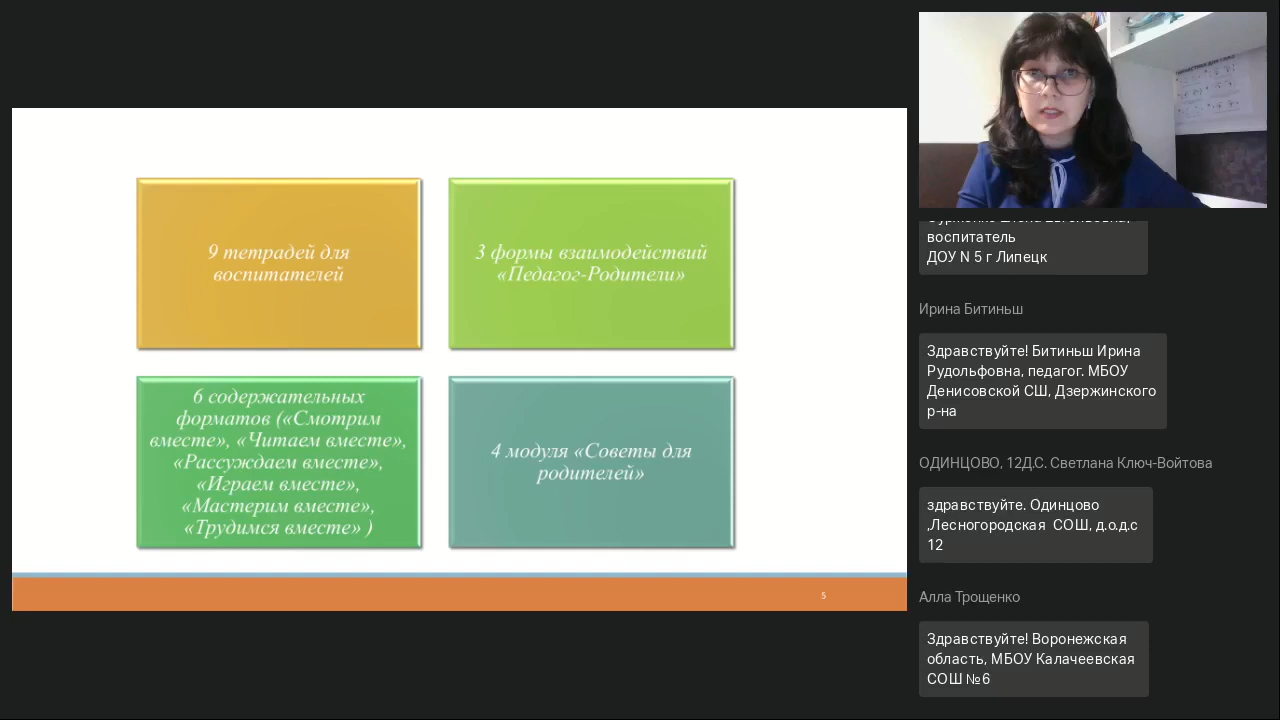 9 тетрадей для
воспитателей
3 формы взаимодействий
«Педагог-Родители»
6 содержательных
форматов («Смотрим
вместе», «Читаем вместе»,
«Рассуждаем вместе»,
«Играем вместе»,
«Мастерим вместе»,
«Трудимся вместе» )
4 модуля «Советы для
родителей»
5
воспитатель
ДОУ N 5 г Липецк
Ирина Битиньш
Здравствуйте! Битиньш Ирина
Рудольфовна, педагог. МБОУ
Денисовской СШ, Дзержинского
р-на
ОДИНЦОВО, 12Д.С. Светлана Ключ-Войтова
здравствуйте. Одинцово
,Лесногородская  СОШ, д.о.д.с
12
Алла Трощенко
Здравствуйте! Воронежская
область, МБОУ Калачеевская
СОШ №6